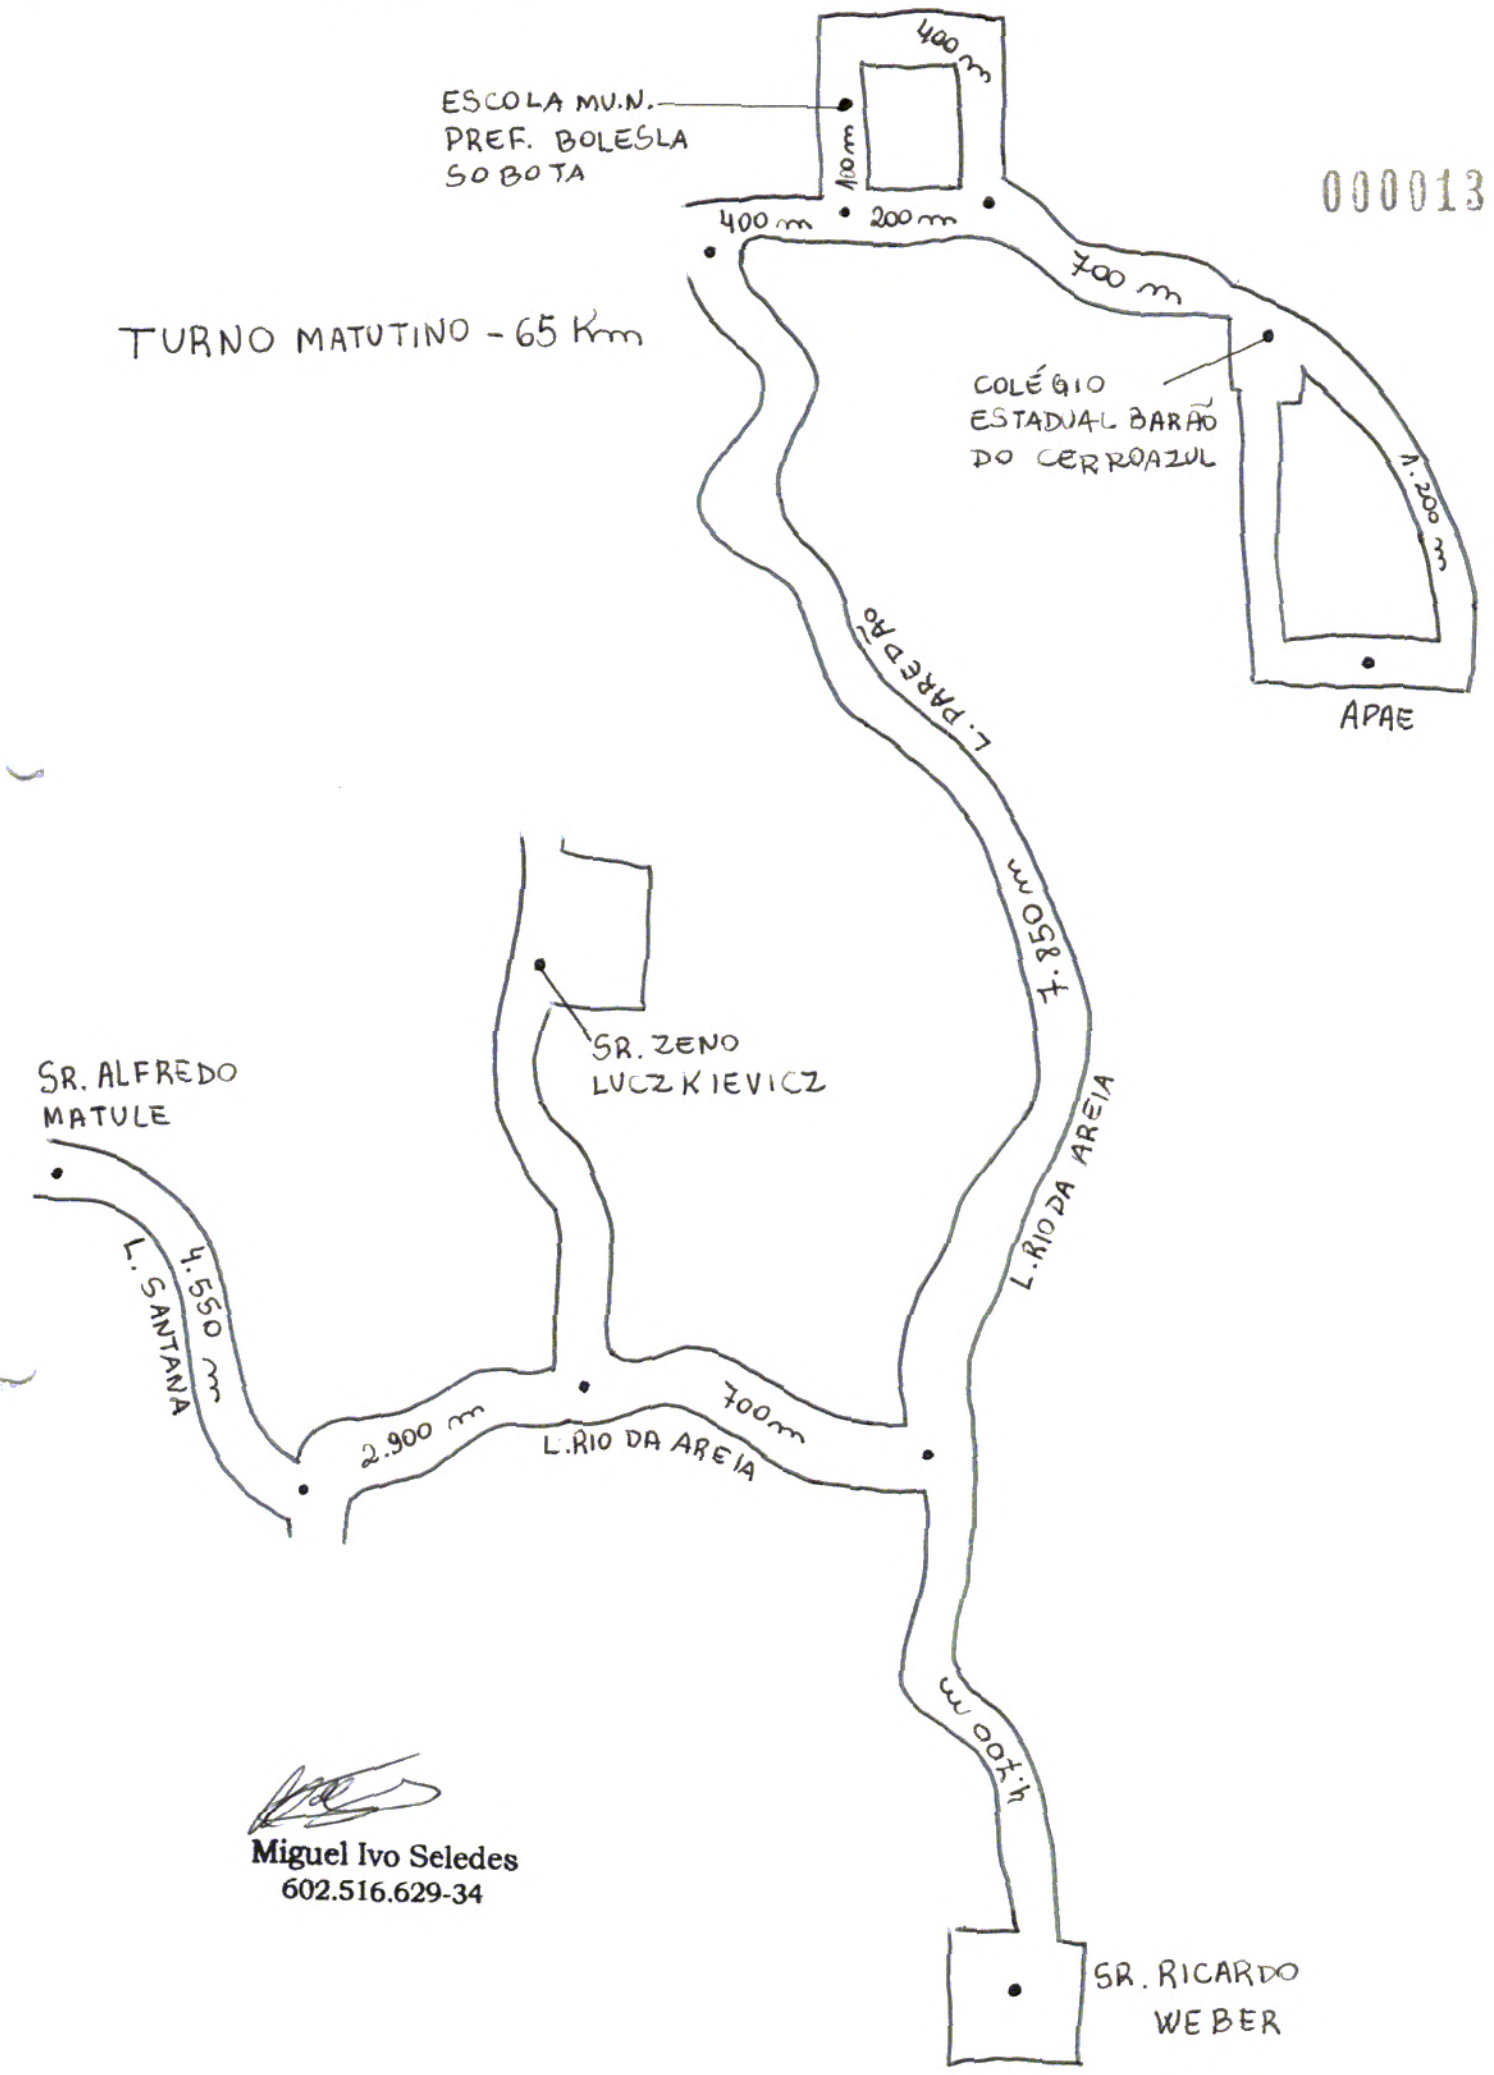 400 m
ESCOLA MU.N.
PREF. BOLESLA
SOBOTA
100 m
000013
400 m
200 m
700 m
TURNO MATUTINO - 65 Km
COLÉGIO
ESTADUAL BARÃO
DO CERROAZUL
1.200 m
L. PAREDÃO
APAE
7.850 m
SR. ZENO
LUCZKIEVICZ
SR. ALFREDO
MATULE
L. RIO DA AREIA
4.550 m
L. SANTANA
2.900 m
700 m
L. RIO DA AREIA
4.700 m
Miguel Ivo Seledes
602.516.629-34
SR. RICARDO
WEBER